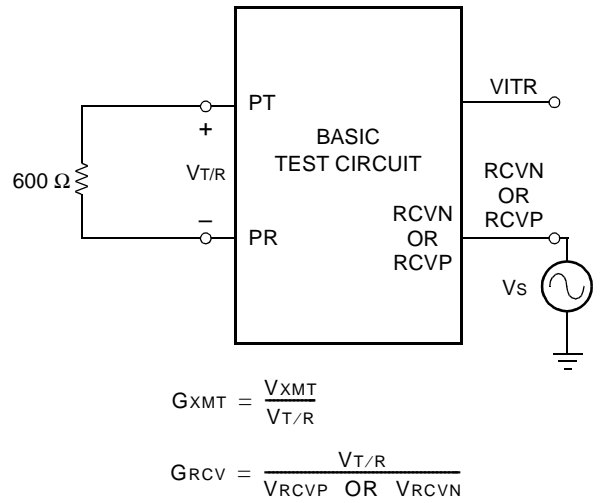 PT
+
VT/R
–
PR
600 Ω
BASIC
TEST CIRCUIT
RCVN
OR
RCVP
VITR
RCVN
OR
RCVP
VS
GXMT = VXMT
VT/R
GRCV = VT/R
VRCVP OR VRCVN